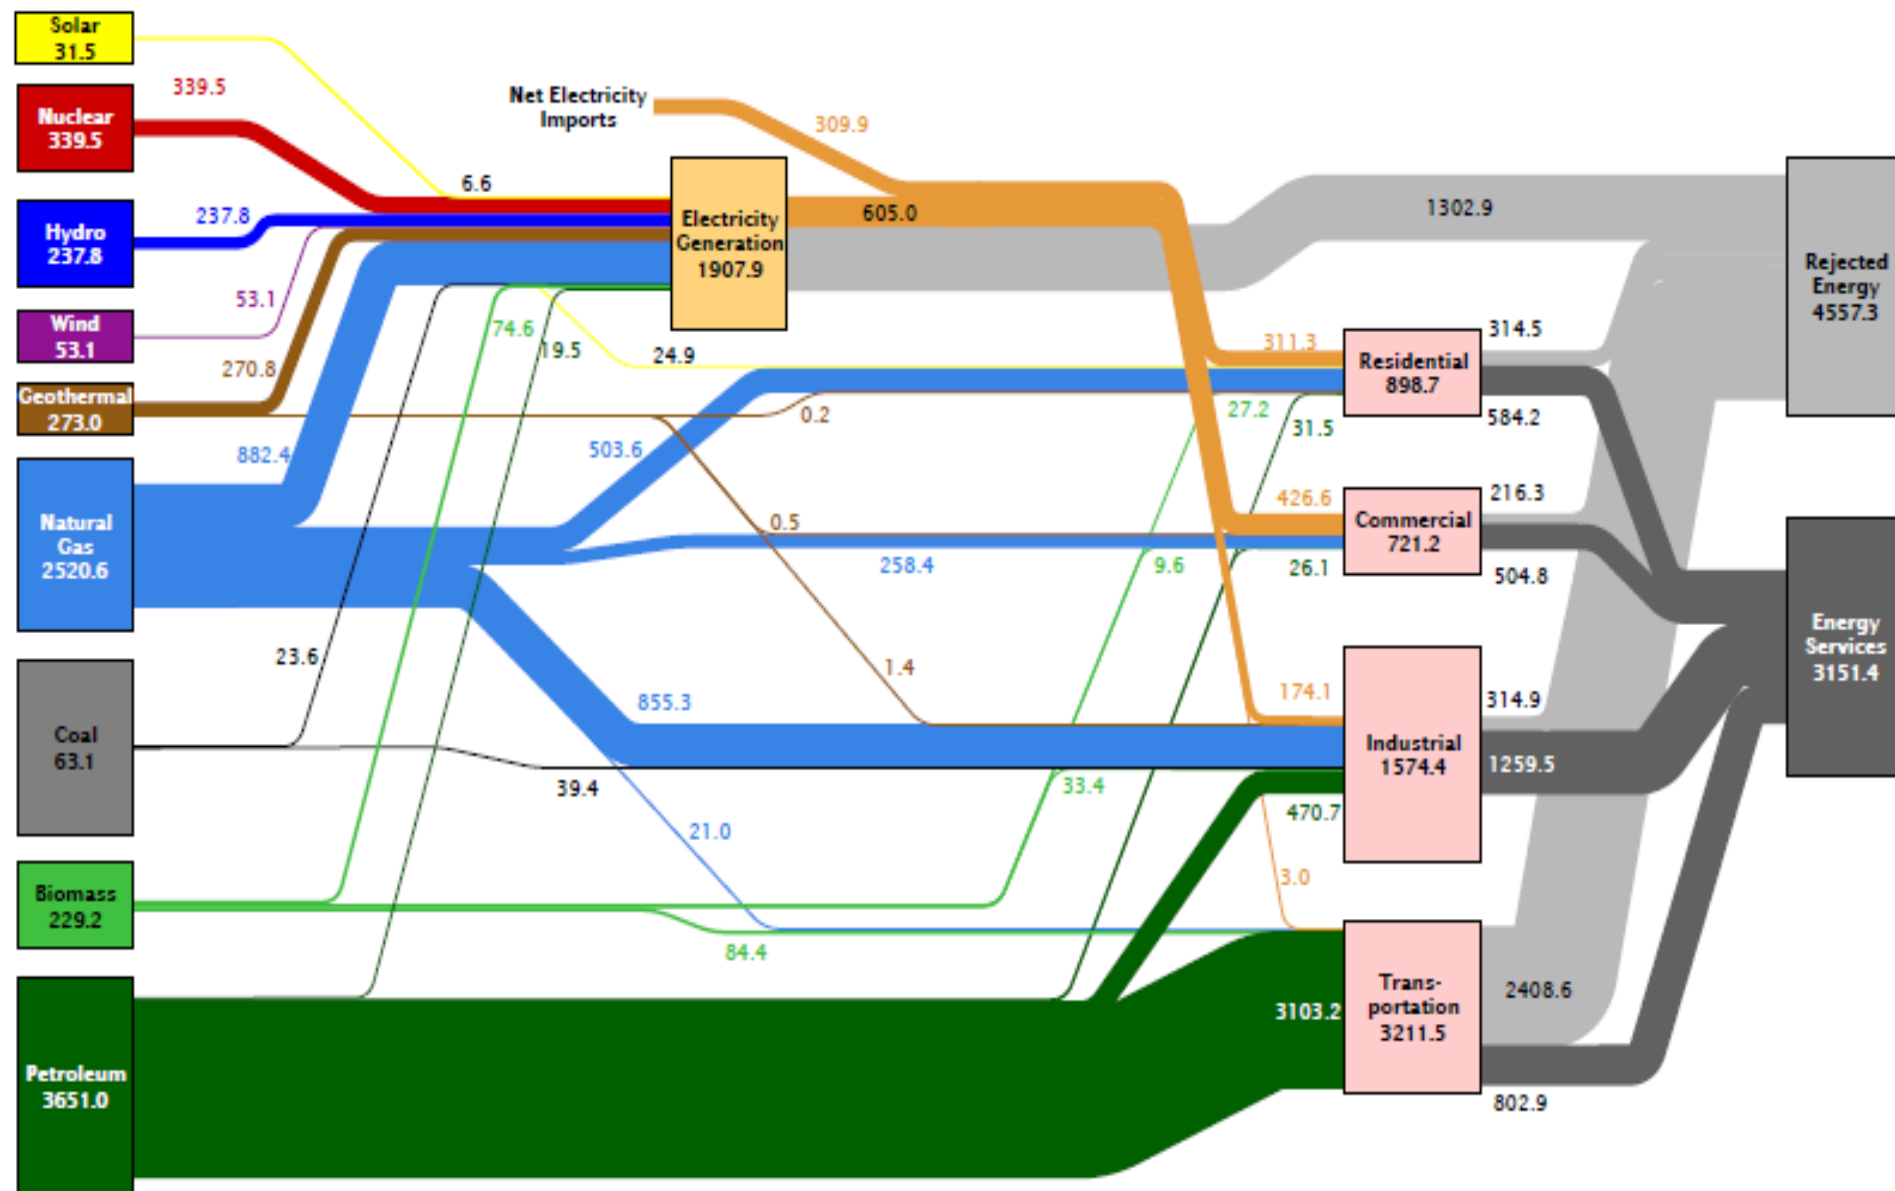 Solar
31.5
339.5
Nuclear
339.5
Net Electricity
Imports
309.9
6.6
237.8
Hydro
237.8
Electricity
Generation
1907.9
605.0
1302.9
Rejected
Energy
4557.3
53.1
Wind
53.1
74.6
19.5
24.9
270.8
Geothermal
273.0
0.2
311.3
Residential
898.7
314.5
584.2
27.2
31.5
882.4
503.6
Natural
Gas
2520.6
0.5
258.4
426.6
Commercial
721.2
216.3
504.8
9.6
26.1
Energy
Services
3151.4
23.6
1.4
855.3
174.1
314.9
Coal
63.1
Industrial
1574.4
1259.5
39.4
33.4
470.7
21.0
3.0
Biomass
229.2
84.4
Trans-
portation
3211.5
3103.2
2408.6
802.9
Petroleum
3651.0